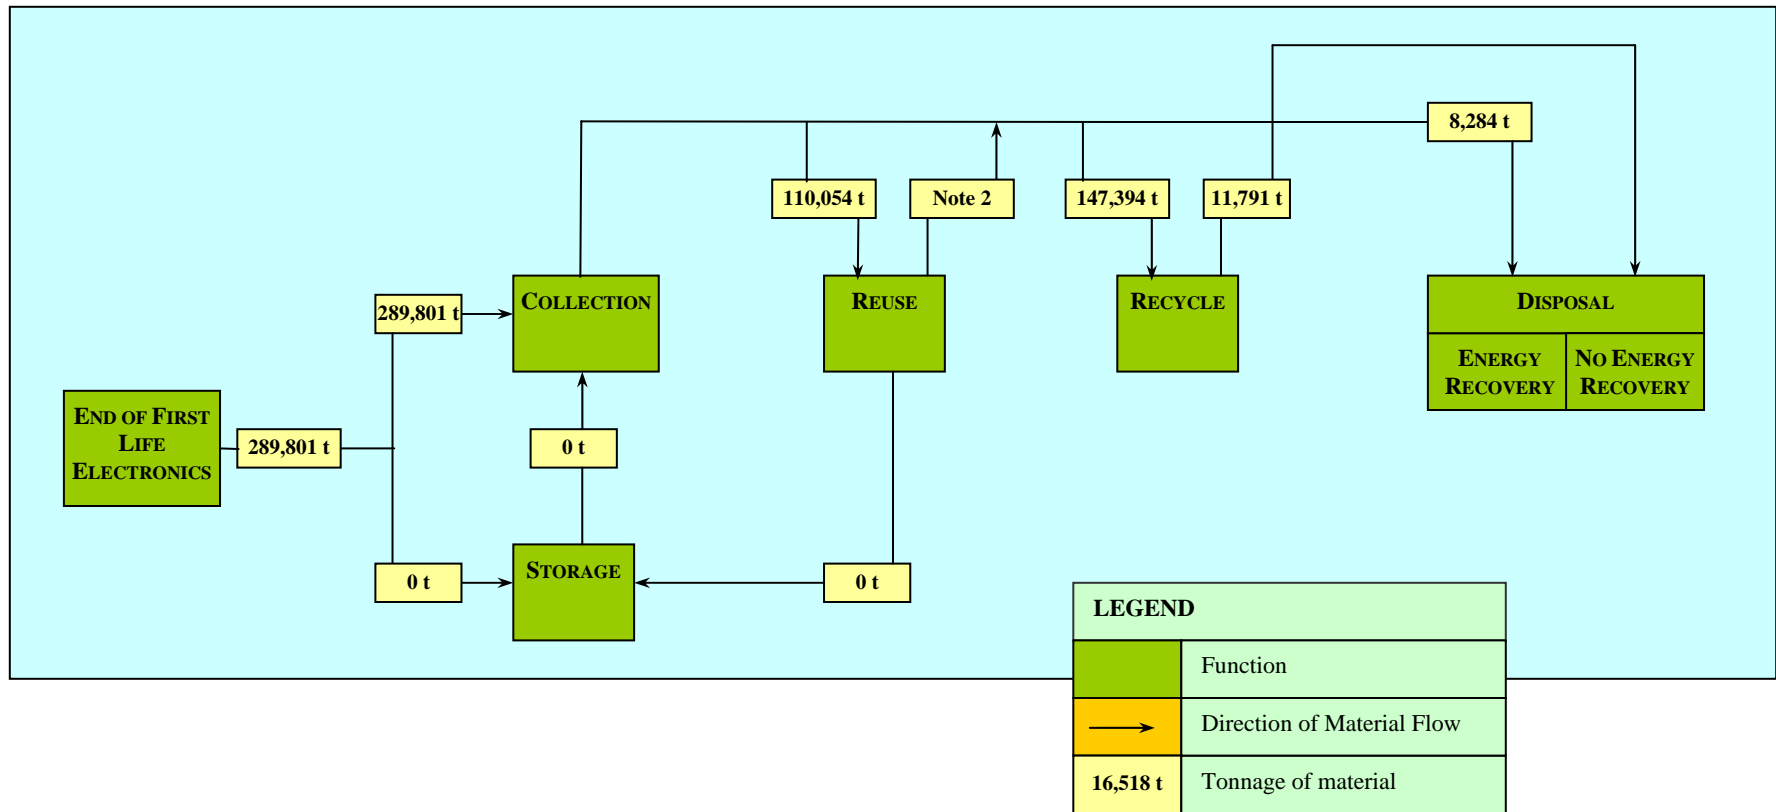 8,284 t
110,054 t
Note 2
147,394 t
11,791 t
COLLECTION
REUSE
RECYCLE
DISPOSAL
ENERGY
RECOVERY
NO ENERGY
RECOVERY
289,801 t
END OF FIRST
LIFE
ELECTRONICS
289,801 t
0 t
STORAGE
0 t
0 t
LEGEND
Function
Direction of Material Flow
16,518 t
Tonnage of material